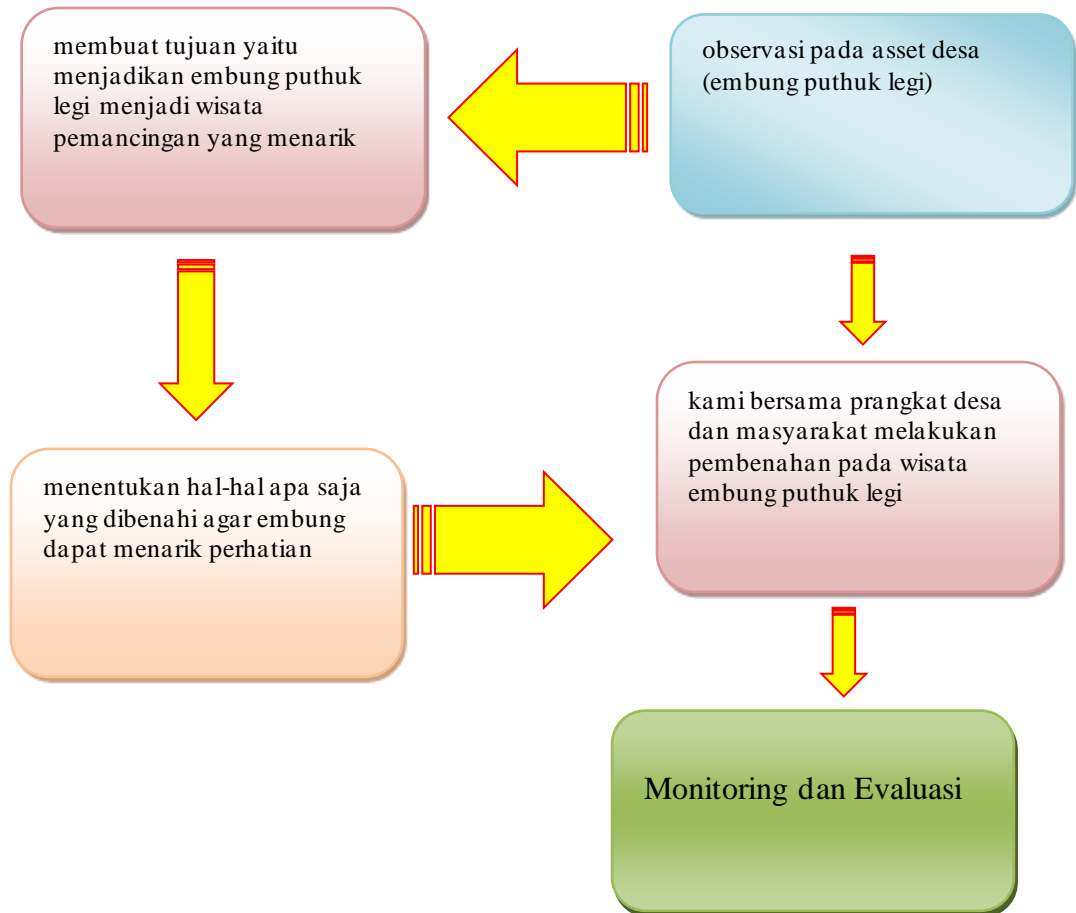 membuat tujuan yaitu
menjadikan embung puthuk
legi menjadi wisata
pemancingan yang menarik
observasi pada asset desa
(embung puthuk legi)
menentukan hal-hal apa saja
yang dibenahi agar embung
dapat menarik perhatian
kami bersama prangkat desa
dan masyarakat melakukan
pembenahan pada wisata
embung puthuk legi
Monitoring dan Evaluasi